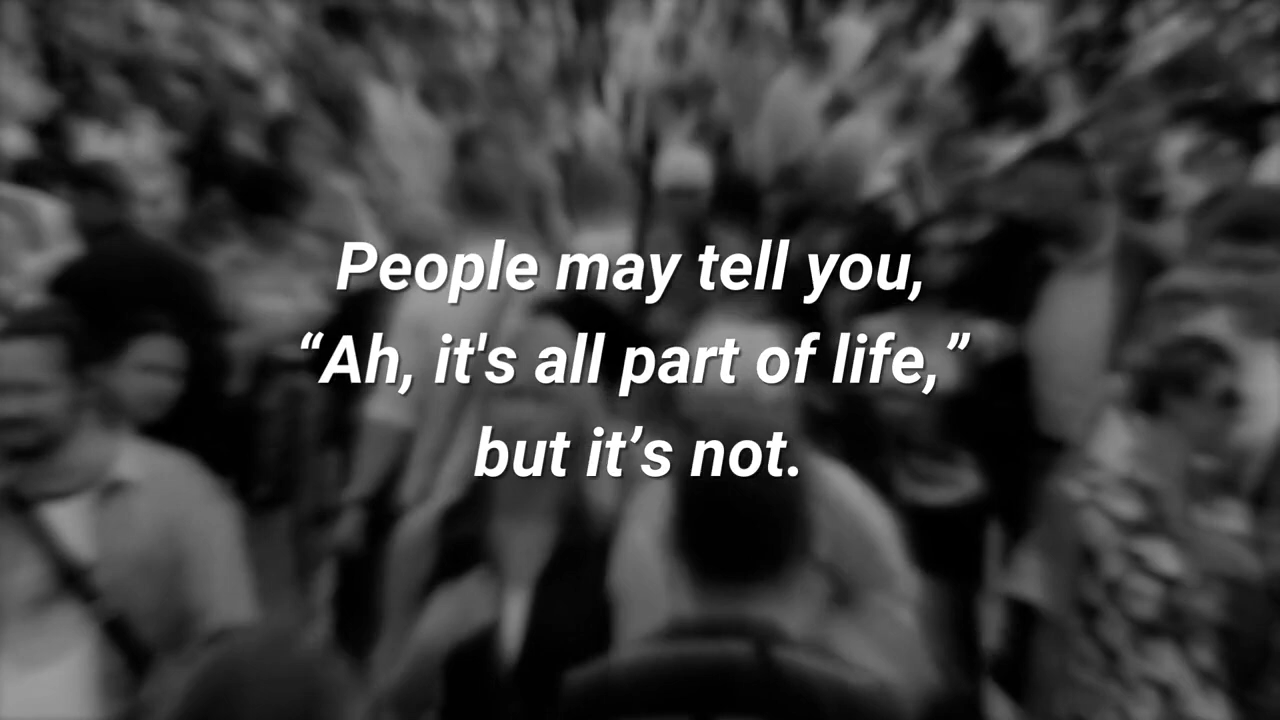 People may tell you,
“Ah, it's all part of life,”
but it’s not.